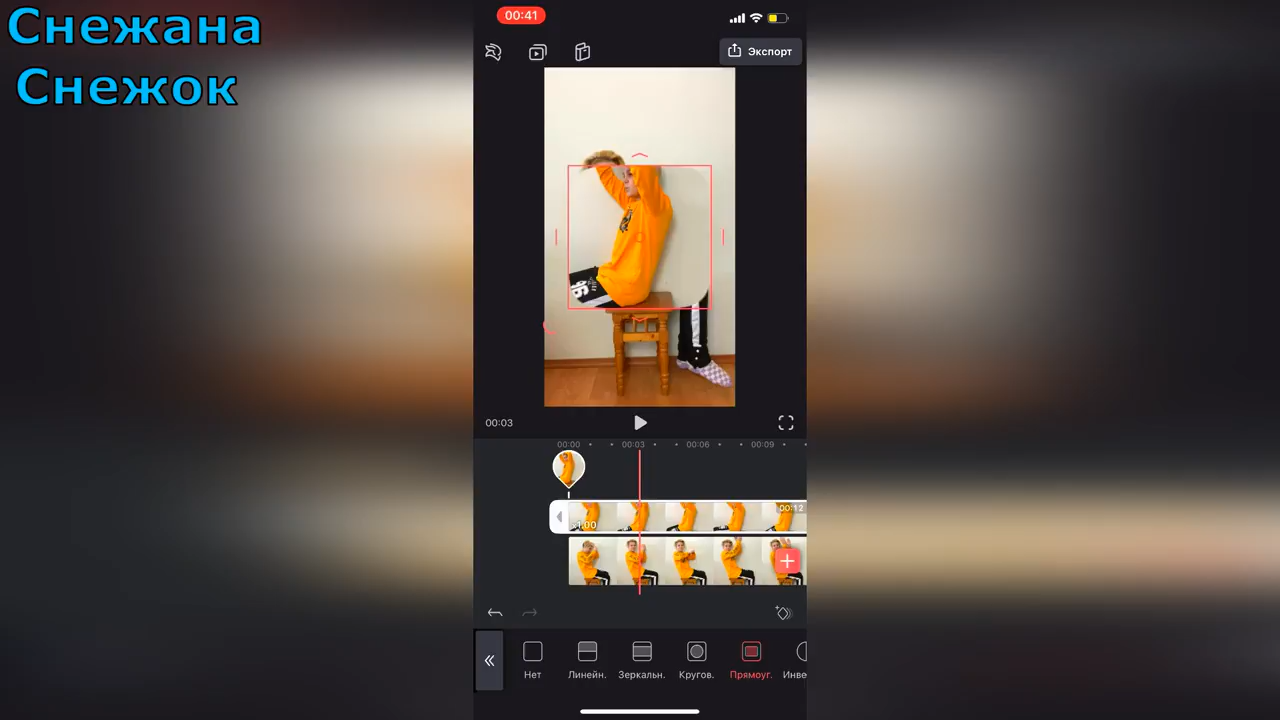 Снежана
Снежок
00:41
Экспорт
96
00:03
00:00
00:03
00:06
00:09
00:12
x1.00
Нет
Линейн.
Зеркальн.
Кругов.
Прямоуг.
Инве